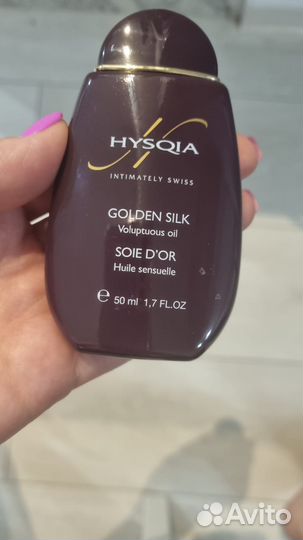 HYSQIA
INTIMATELY SWISS
GOLDEN SILK
Voluptuous oil
SOIE D'OR
Huile sensuelle
e 50 ml 1,7 FL.OZ
Avito